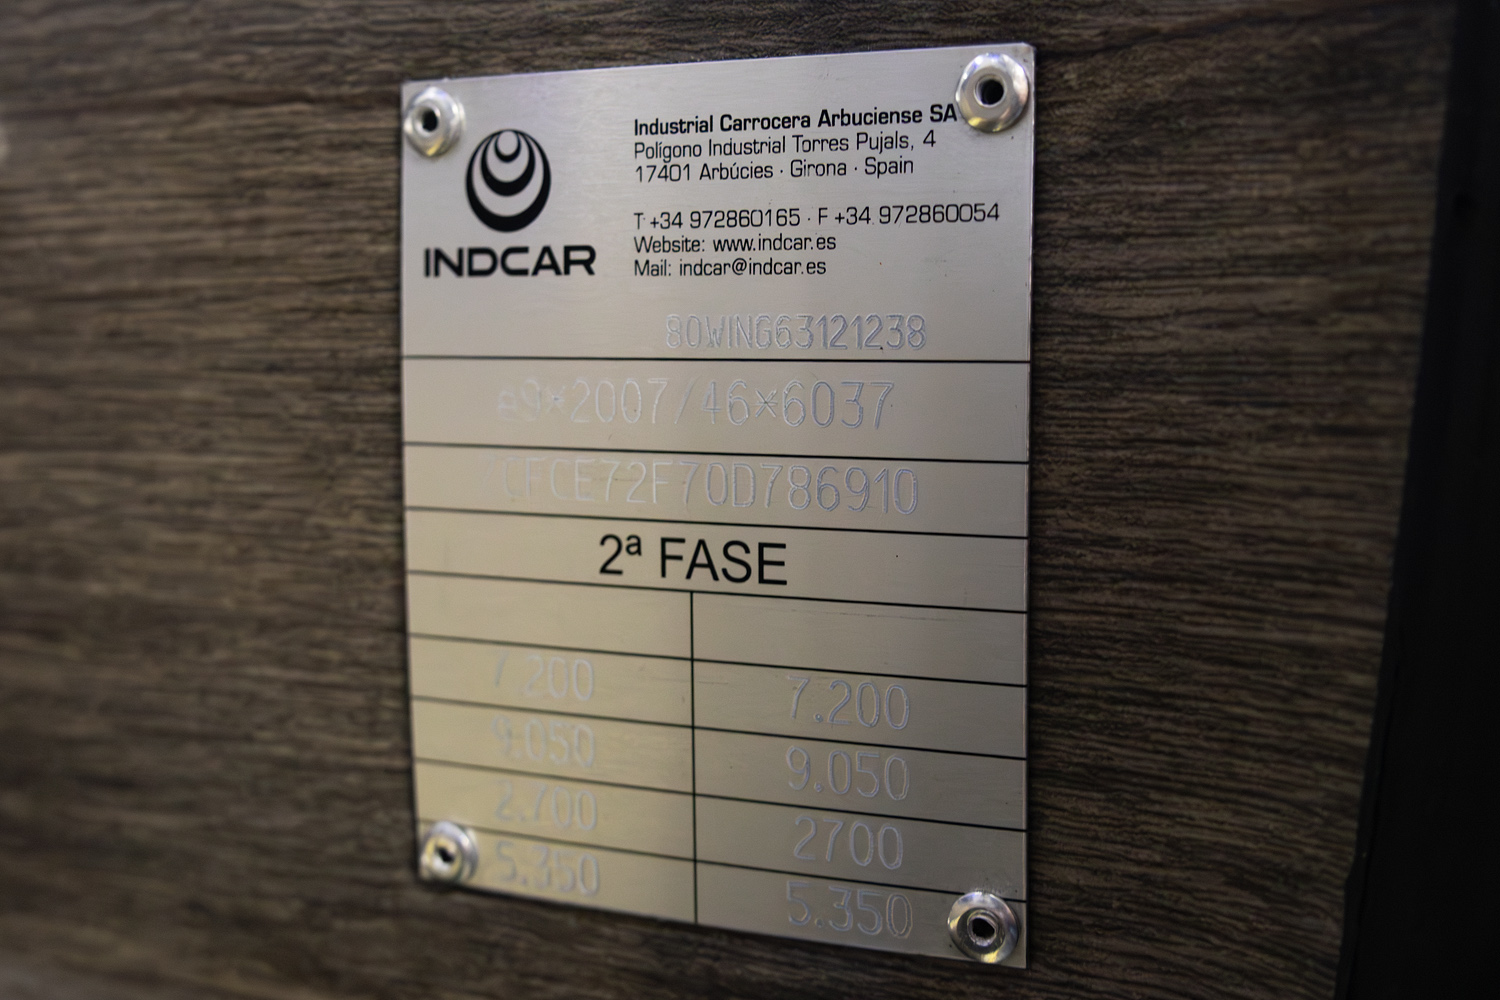 INDCAR
Industrial Carrocera Arbuciense SA
Polígono Industrial Torres Pujals, 4
17401 Arbúcies · Girona · Spain
T +34 972860165 · F +34 972860054
Website: www.indcar.es
Mail: indcar@indcar.es
80WING63121238
e9*2007/46*6037
CFCE72F70D786910
2ª FASE
7.200 7.200
9.050 9.050
2.700 2700
5.350 5.350